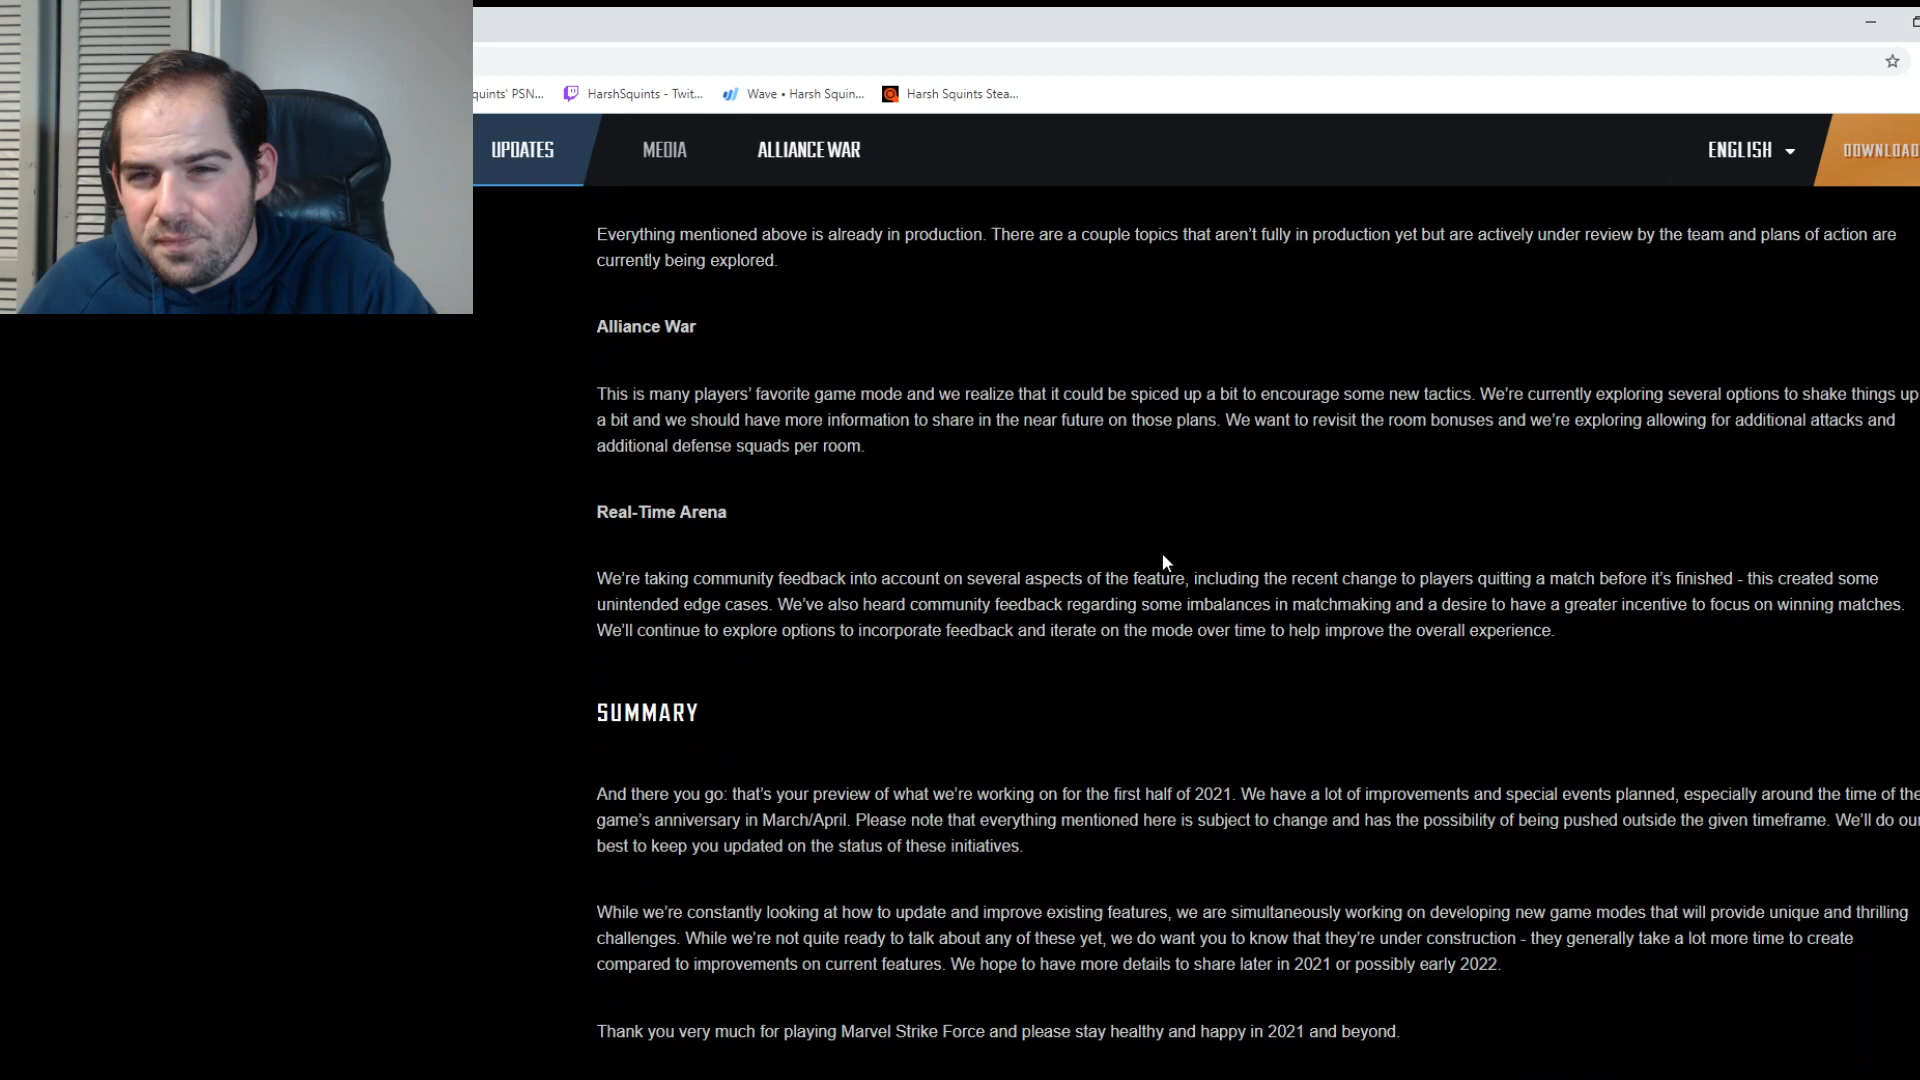 quints' PSN...
HarshSquints - Twit...
Wave • Harsh Squin...
Harsh Squints Stea...
UPDATES
MEDIA
ALLIANCE WAR
ENGLISH
DOWNLOAD
Everything mentioned above is already in production. There are a couple topics that aren't fully in production yet but are actively under review by the team and plans of action are
currently being explored.
Alliance War
This is many players' favorite game mode and we realize that it could be spiced up a bit to encourage some new tactics. We're currently exploring several options to shake things up
a bit and we should have more information to share in the near future on those plans. We want to revisit the room bonuses and we're exploring allowing for additional attacks and
additional defense squads per room.
Real-Time Arena
We're taking community feedback into account on several aspects of the feature, including the recent change to players quitting a match before it's finished - this created some
unintended edge cases. We've also heard community feedback regarding some imbalances in matchmaking and a desire to have a greater incentive to focus on winning matches.
We'll continue to explore options to incorporate feedback and iterate on the mode over time to help improve the overall experience.
SUMMARY
And there you go: that's your preview of what we're working on for the first half of 2021. We have a lot of improvements and special events planned, especially around the time of the
game's anniversary in March/April. Please note that everything mentioned here is subject to change and has the possibility of being pushed outside the given timeframe. We'll do our
best to keep you updated on the status of these initiatives.
While we're constantly looking at how to update and improve existing features, we are simultaneously working on developing new game modes that will provide unique and thrilling
challenges. While we're not quite ready to talk about any of these yet, we do want you to know that they're under construction - they generally take a lot more time to create
compared to improvements on current features. We hope to have more details to share later in 2021 or possibly early 2022.
Thank you very much for playing Marvel Strike Force and please stay healthy and happy in 2021 and beyond.